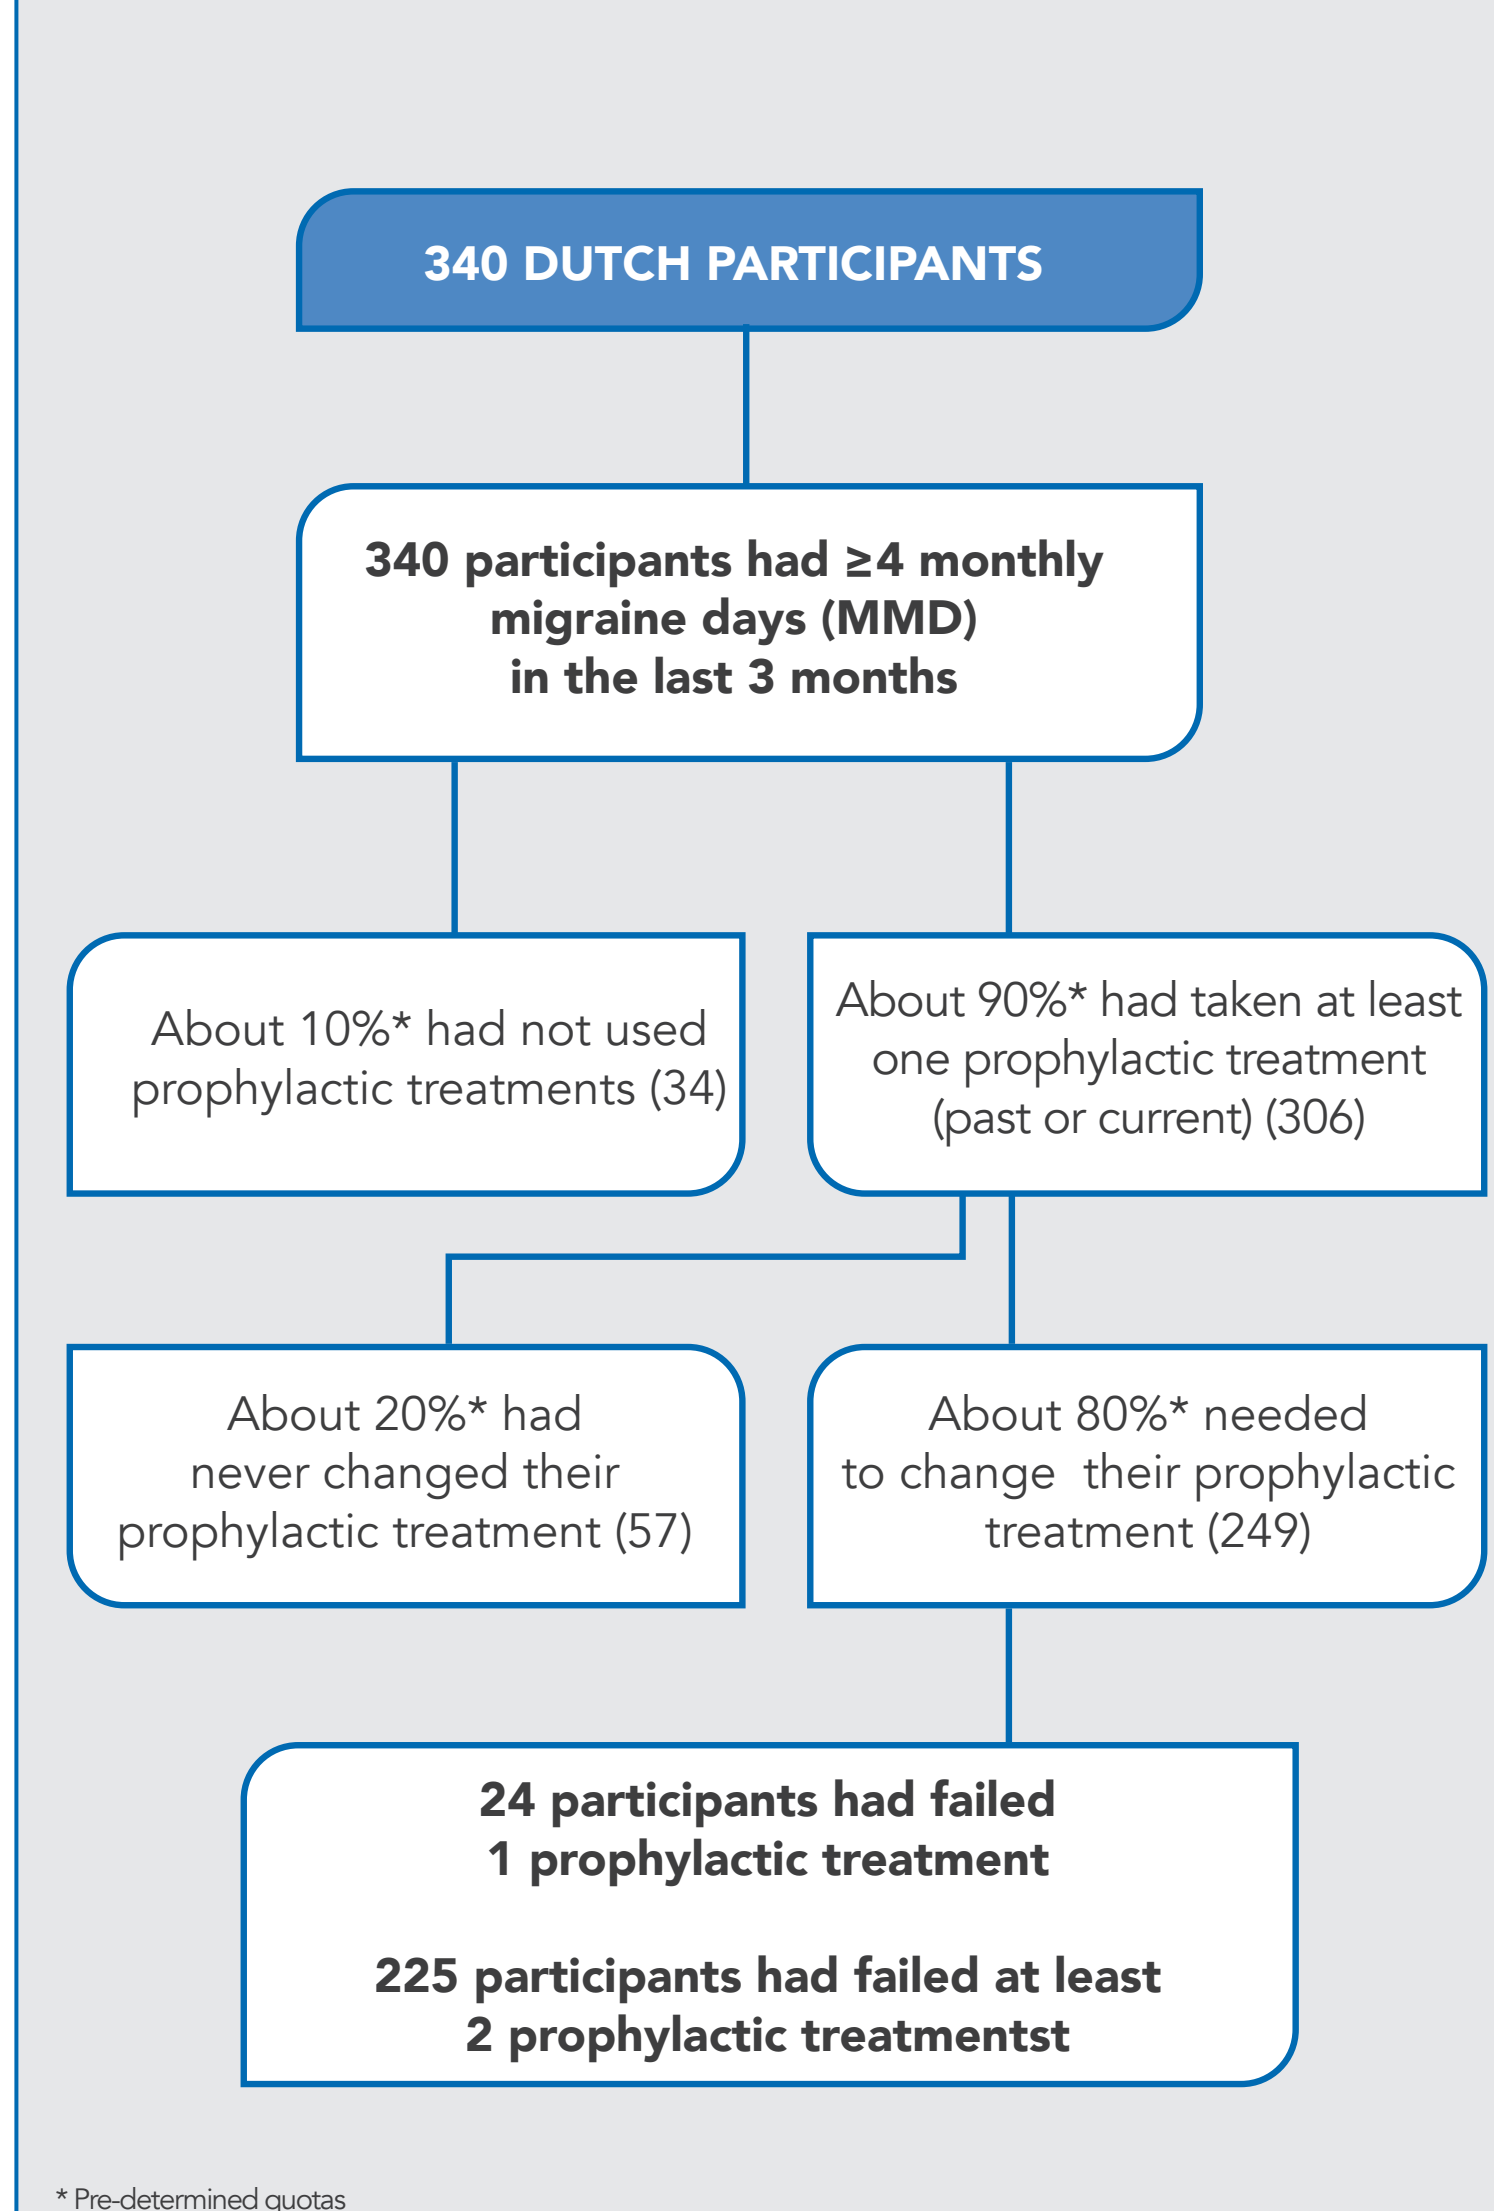 340 DUTCH PARTICIPANTS
340 participants had ≥4 monthly
migraine days (MMD)
in the last 3 months
About 10%* had not used
prophylactic treatments (34)
About 90%* had taken at least
one prophylactic treatment
(past or current) (306)
About 20%* had
never changed their
prophylactic treatment (57)
About 80%* needed
to change  their prophylactic
treatment (249)
24 participants had failed
1 prophylactic treatment
225 participants had failed at least
2 prophylactic treatmentst
* Pre-determined quotas